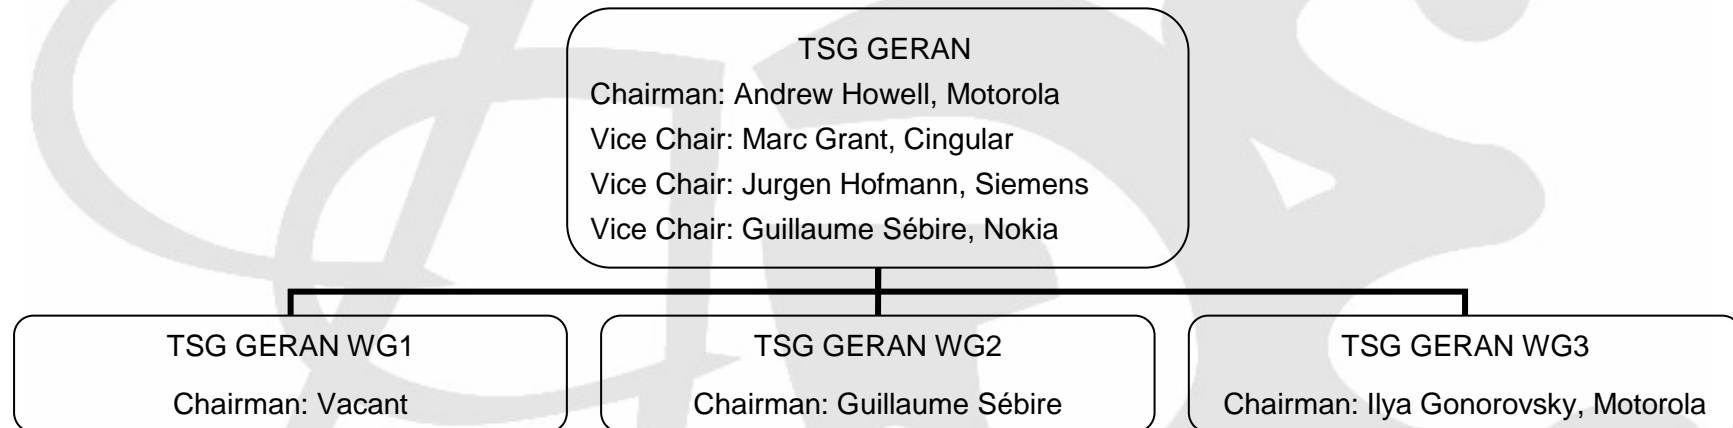 TSG GERAN
Chairman: Andrew Howell, Motorola
Vice Chair: Marc Grant, Cingular
Vice Chair: Jurgen Hofmann, Siemens
Vice Chair: Guillaume Sébire, Nokia
TSG GERAN WG1
Chairman: Vacant
TSG GERAN WG2
Chairman: Guillaume Sébire
TSG GERAN WG3
Chairman: Ilya Gonorovsky, Motorola